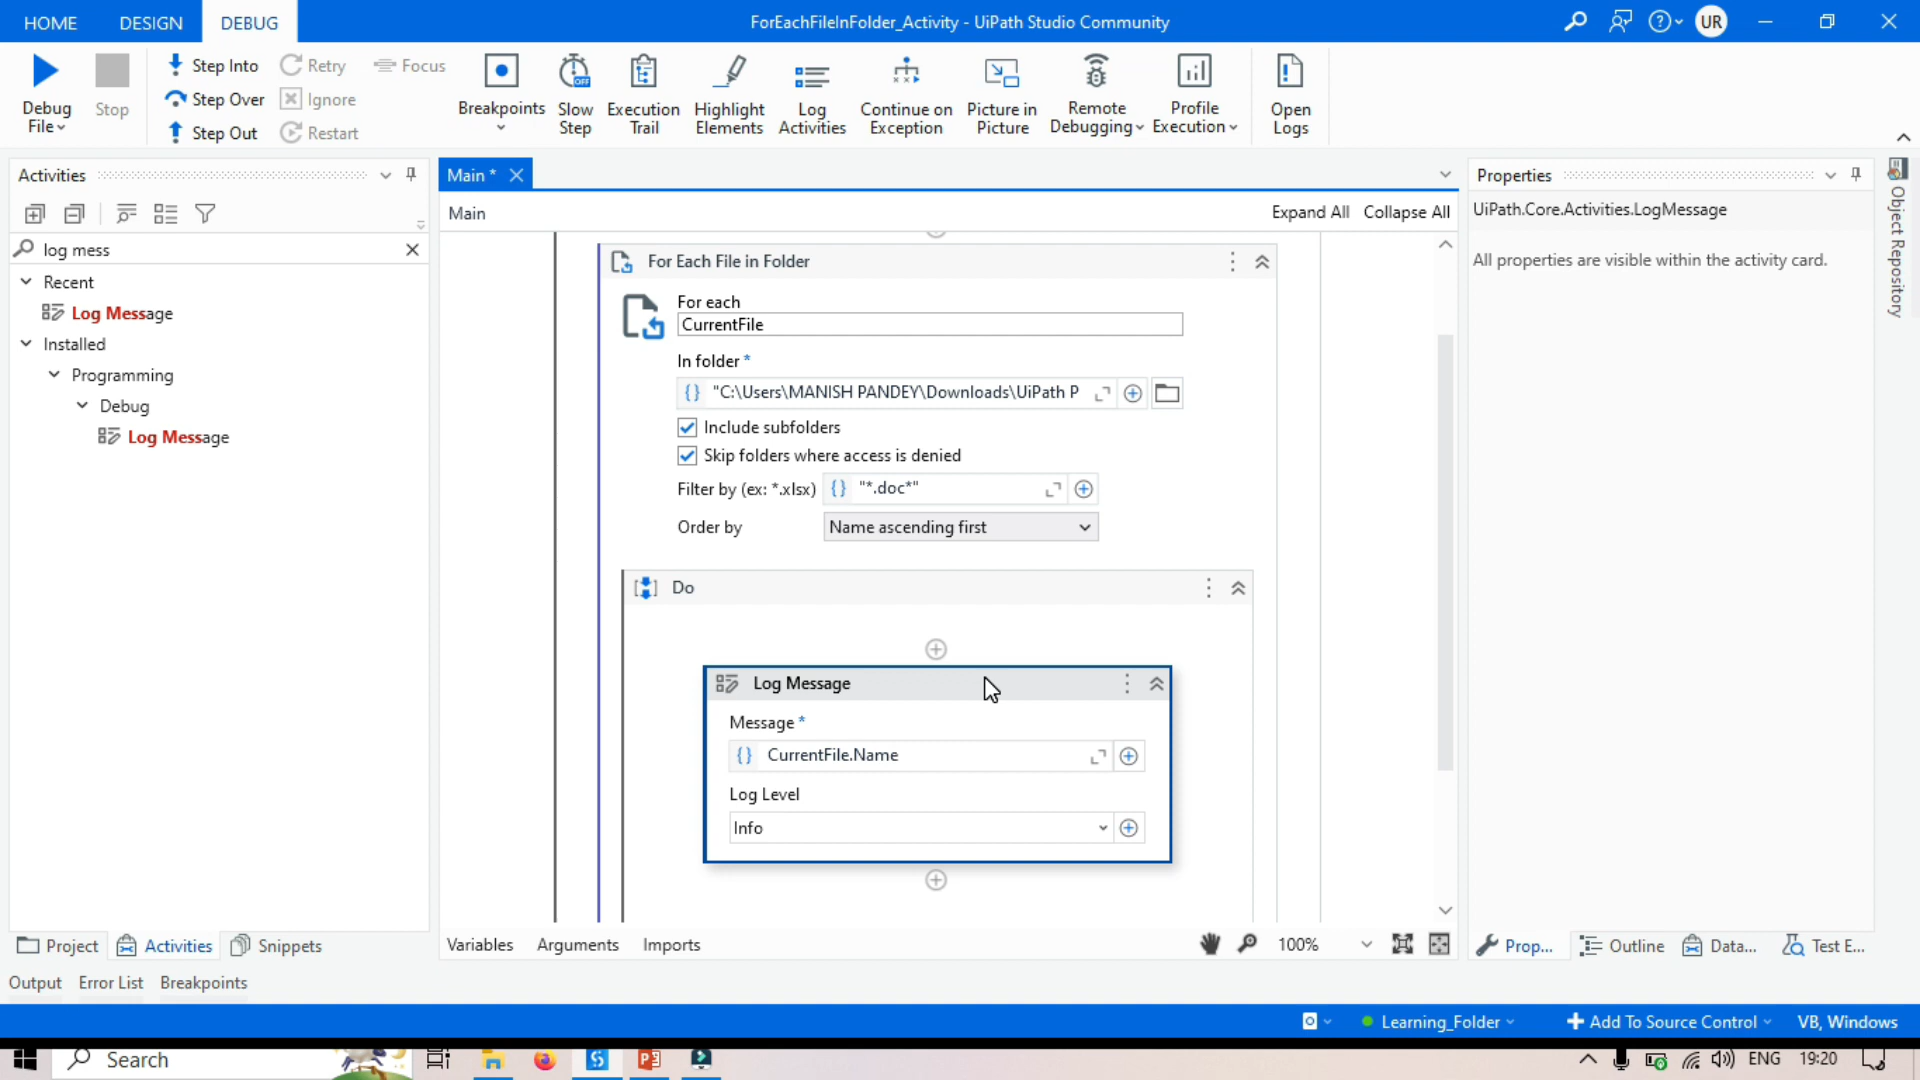 HOME DESIGN DEBUG ForEachFileInFolder_Activity - UiPath Studio Community UR
Debug File
Stop
Step Into
Step Over
Step Out
Retry
Ignore
Restart
Focus
Breakpoints
Slow Step
Execution Trail
Highlight Elements
Log Activities
Continue on Exception
Picture in Picture
Remote Debugging
Profile Execution
Open Logs
Activities
log mess
Recent
Log Message
Installed
Programming
Debug
Log Message
Main *
Main Expand All Collapse All
For Each File in Folder
For each
CurrentFile
In folder *
"C:\Users\MANISH PANDEY\Downloads\UiPath P
Include subfolders
Skip folders where access is denied
Filter by (ex: *.xlsx) "*.doc*"
Order by Name ascending first
Do
Log Message
Message *
CurrentFile.Name
Log Level
Info
Properties
UiPath.Core.Activities.LogMessage
All properties are visible within the activity card.
Object Repository
Project Activities Snippets
Variables Arguments Imports 100%
Prop... Outline Data... Test E...
Output Error List Breakpoints
Learning_Folder Add To Source Control VB, Windows
Search ENG 19:20